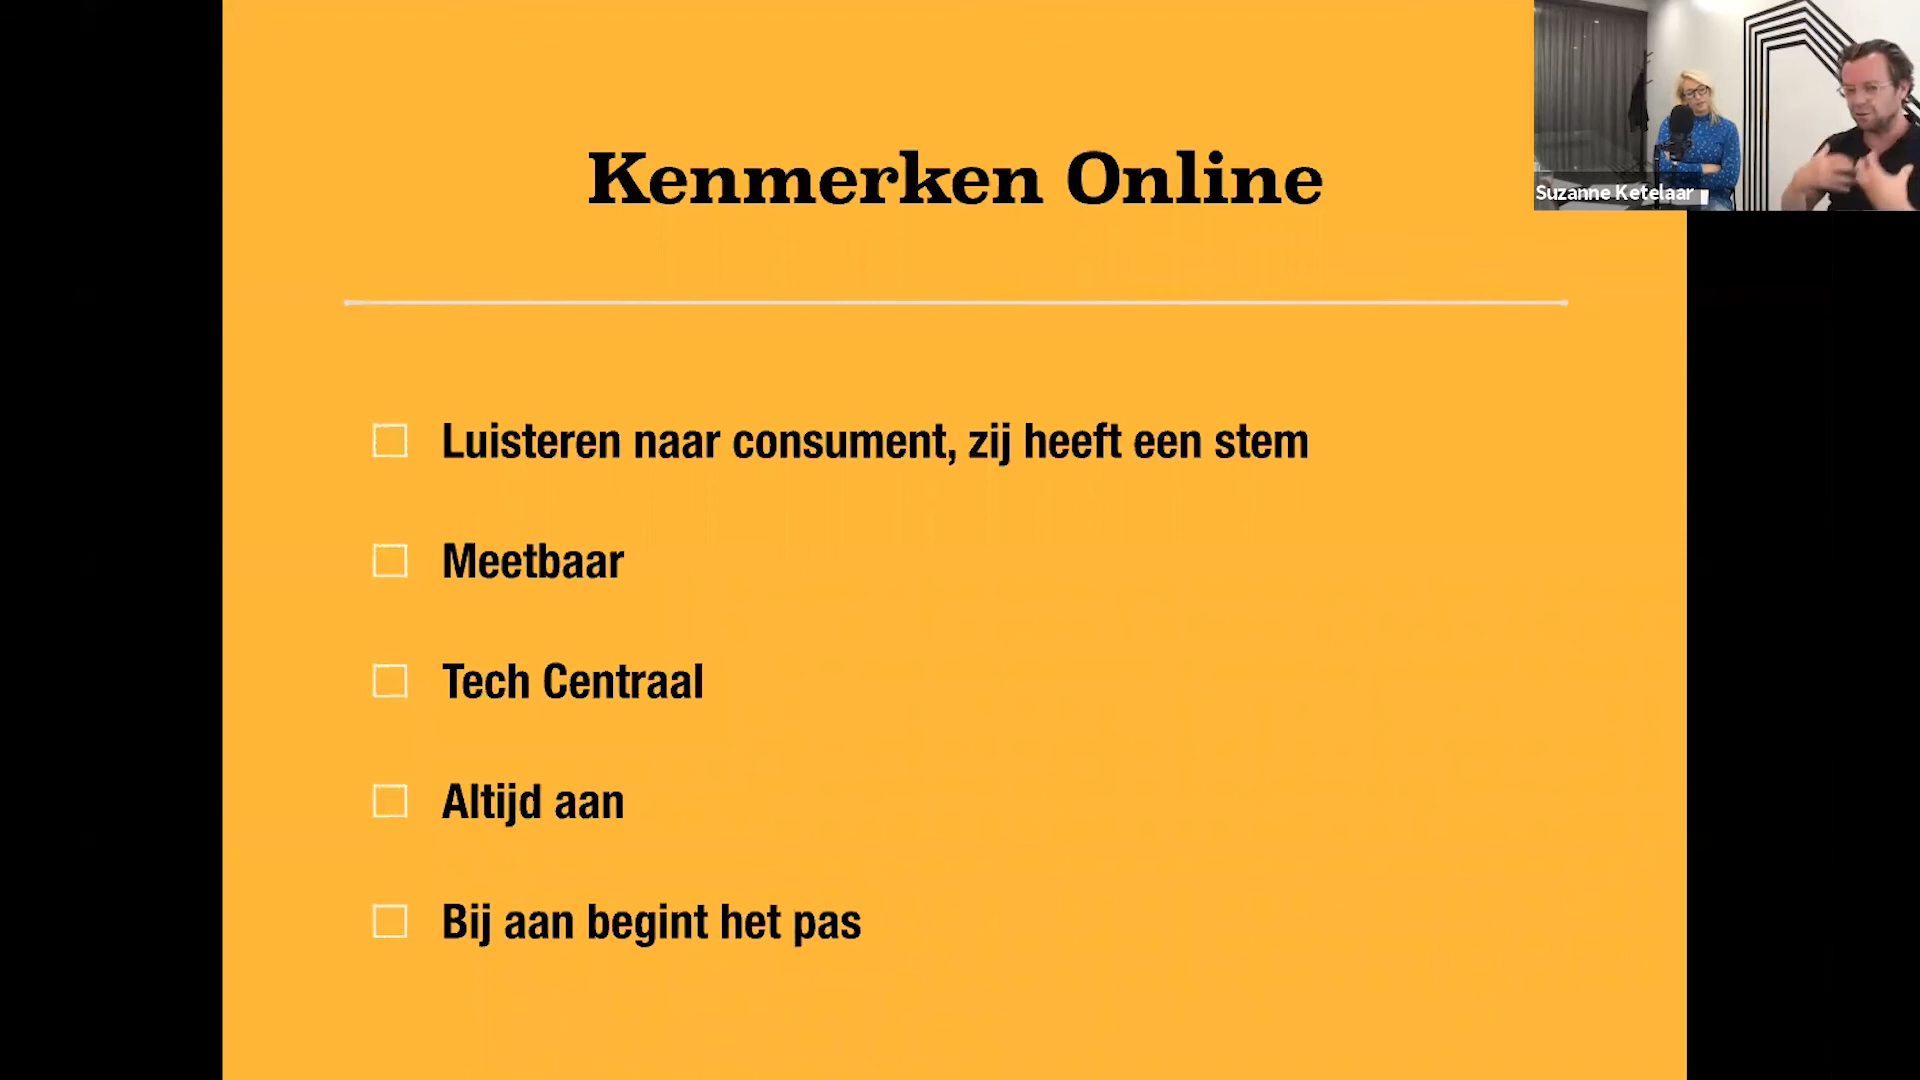 Kenmerken Online
Suzanne Ketelaar
Luisteren naar consument, zij heeft een stem
Meetbaar
Tech Centraal
Altijd aan
Bij aan begint het pas